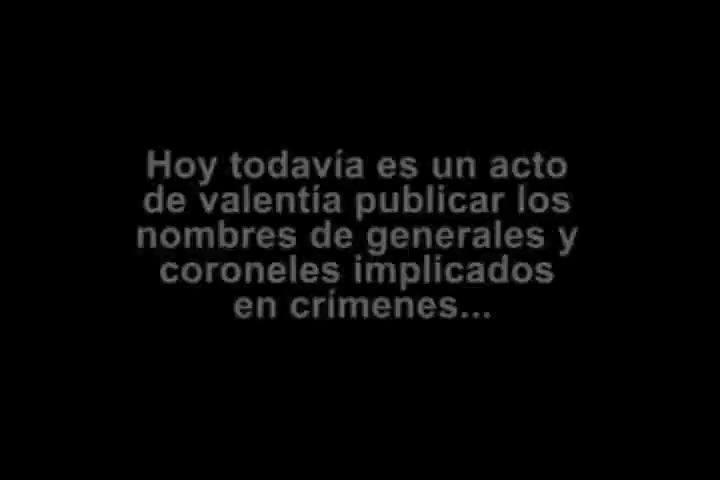 Hoy todavía es un acto
de valentía publicar los
nombres de generales y
coroneles implicados
en crímenes...